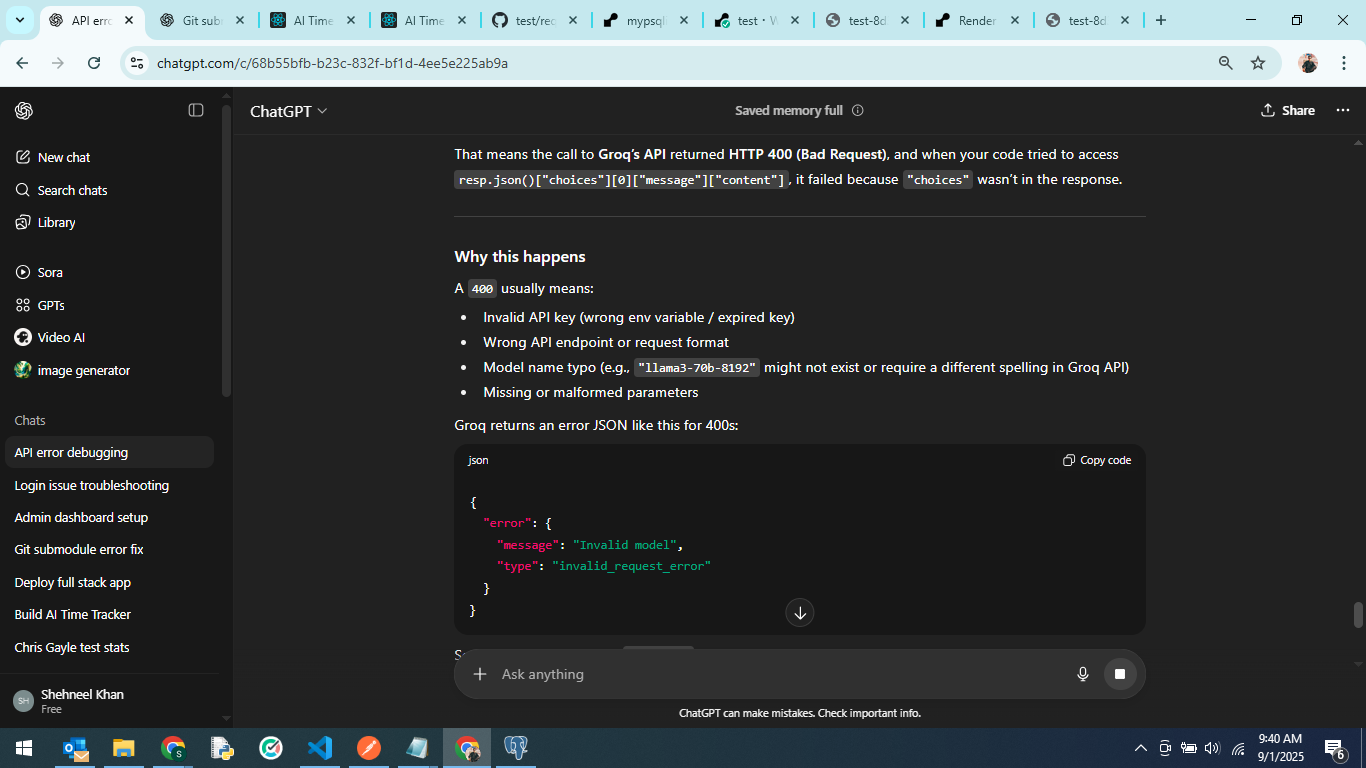 API erro
Git subm
AI Time
AI Time
test/rec
mypsql
test · W
test-8d
Render
test-8d
chatgpt.com/c/68b55bfb-b23c-832f-bf1d-4ee5e225ab9a
ChatGPT
Saved memory full
Share
New chat
Search chats
Library
Sora
GPTs
Video AI
image generator
Chats
API error debugging
Login issue troubleshooting
Admin dashboard setup
Git submodule error fix
Deploy full stack app
Build AI Time Tracker
Chris Gayle test stats
SH
Shehneel Khan
Free
That means the call to Groq's API returned HTTP 400 (Bad Request), and when your code tried to access
resp.json()["choices"][0]["message"]["content"], it failed because "choices" wasn't in the response.
Why this happens
A 400 usually means:
• Invalid API key (wrong env variable / expired key)
• Wrong API endpoint or request format
• Model name typo (e.g., "llama3-70b-8192" might not exist or require a different spelling in Groq API)
• Missing or malformed parameters
Groq returns an error JSON like this for 400s:
json
Copy code
{
"error": {
"message": "Invalid model",
"type": "invalid_request_error"
}
}
Ask anything
ChatGPT can make mistakes. Check important info.
9:40 AM
9/1/2025
6